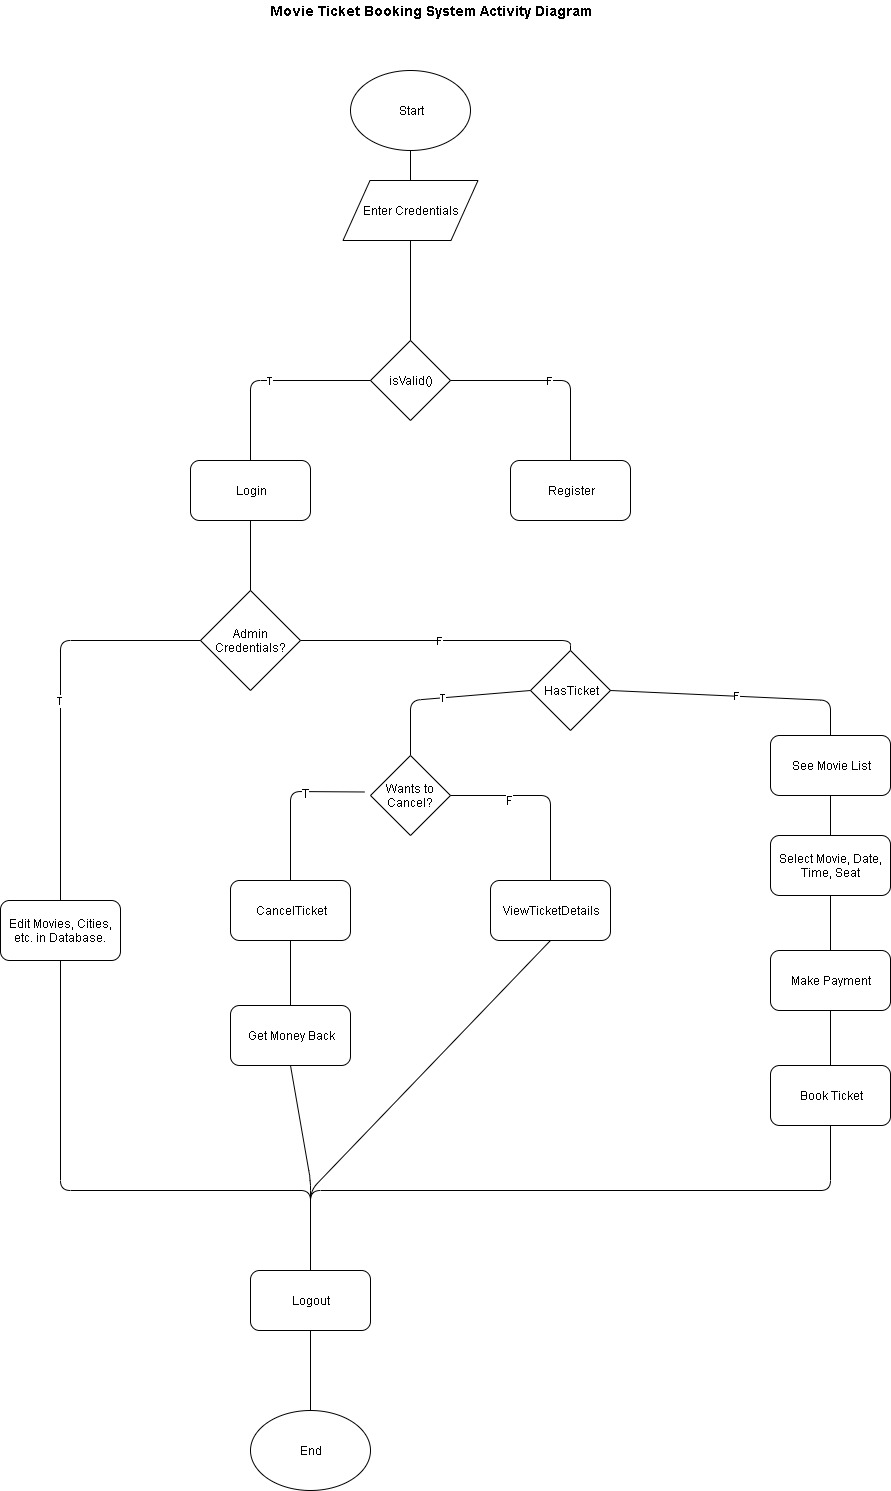 Movie Ticket Booking System Activity Diagram
Start
Enter Credentials
isValid()
T
F
Login
Register
Admin
Credentials?
F
T
HasTicket
T
F
See Movie List
Wants to
Cancel?
T
F
Select Movie, Date,
Time, Seat
CancelTicket
ViewTicketDetails
Edit Movies, Cities,
etc. in Database.
Make Payment
Get Money Back
Book Ticket
Logout
End